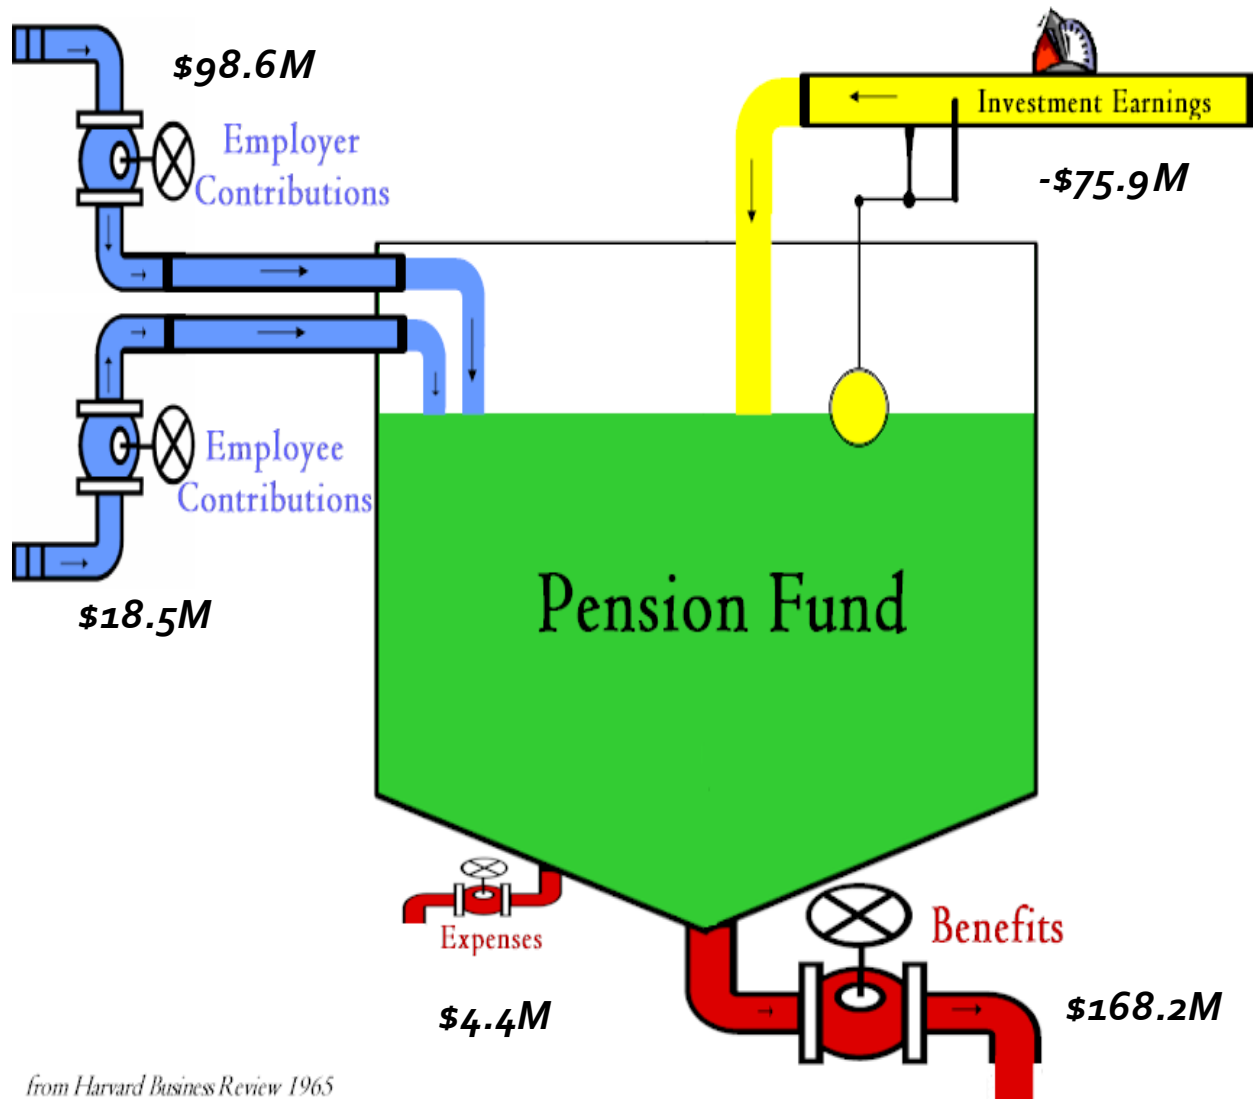 $98.6M
Employer
Contributions
Investment Earnings
-$75.9M
Employee
Contributions
$18.5M
Pension Fund
Expenses
Benefits
$4.4M
$168.2M
from Harvard Business Review 1965